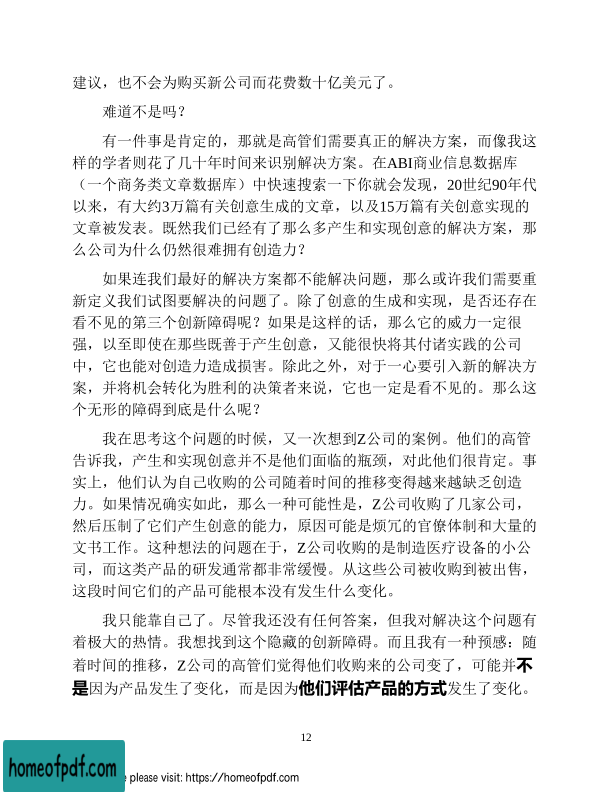 建议，也不会为购买新公司而花费数十亿美元了。
难道不是吗？
有一件事是肯定的，那就是高管们需要真正的解决方案，而像我这
样的学者则花了几十年时间来识别解决方案。在ABI商业信息数据库
（一个商务类文章数据库）中快速搜索一下你就会发现，20世纪90年代
以来，有大约3万篇有关创意生成的文章，以及15万篇有关创意实现的
文章被发表。既然我们已经有了那么多产生和实现创意的解决方案，那
么公司为什么仍然很难拥有创造力？
如果连我们最好的解决方案都不能解决问题，那么或许我们需要重
新定义我们试图要解决的问题了。除了创意的生成和实现，是否还存在
看不见的第三个创新障碍呢？如果是这样的话，那么它的威力一定很
强，以至即使在那些既善于产生创意，又能很快将其付诸实践的公司
中，它也能对创造力造成损害。除此之外，对于一心要引入新的解决方
案，并将机会转化为胜利的决策者来说，它也一定是看不见的。那么这
个无形的障碍到底是什么呢？
我在思考这个问题的时候，又一次想到Z公司的案例。他们的高管
告诉我，产生和实现创意并不是他们面临的瓶颈，对此他们很肯定。事
实上，他们认为自己收购的公司随着时间的推移变得越来越缺乏创造
力。如果情况确实如此，那么一种可能性是，Z公司收购了几家公司，
然后压制了它们产生创意的能力，原因可能是烦冗的官僚体制和大量的
文书工作。这种想法的问题在于，Z公司收购的是制造医疗设备的小公
司，而这类产品的研发通常都非常缓慢。从这些公司被收购到被出售，
这段时间它们的产品可能根本没有发生什么变化。
我只能靠自己了。尽管我还没有任何答案，但我对解决这个问题有
着极大的热情。我想找到这个隐藏的创新障碍。而且我有一种预感：随
着时间的推移，Z公司的高管们觉得他们收购来的公司变了，可能并不
是因为产品发生了变化，而是因为他们评估产品的方式发生了变化。
12
homeofpdf.com
e please visit: https://homeofpdf.com